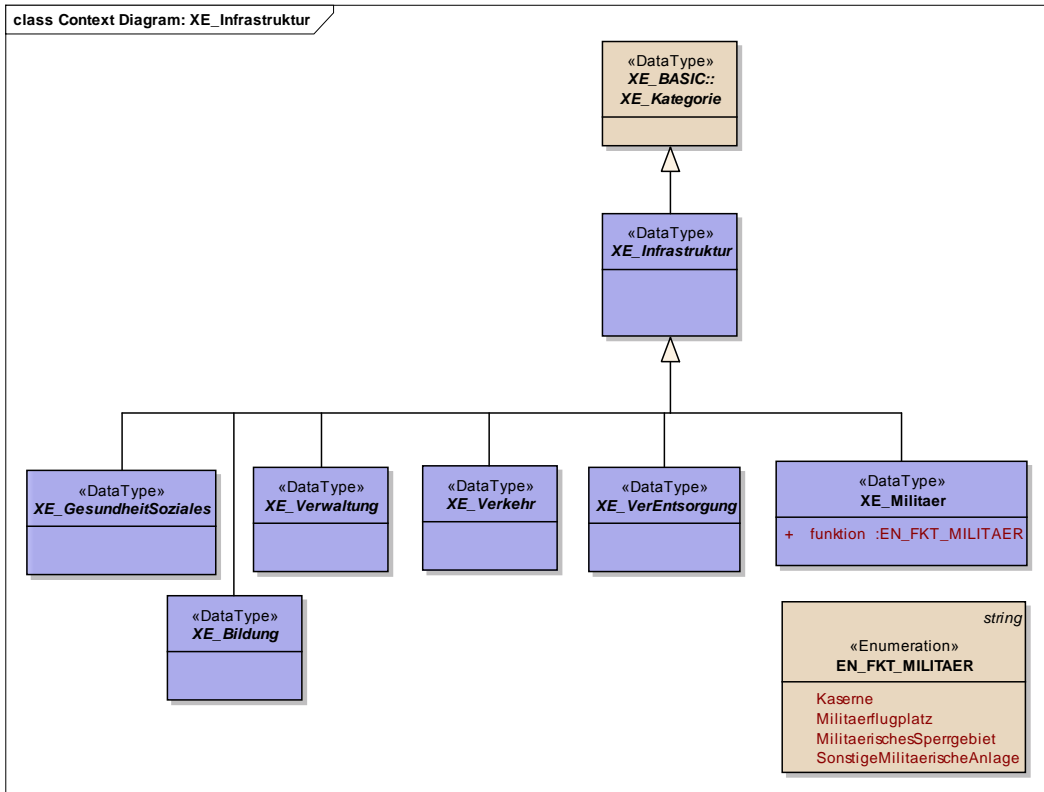 class Context Diagram: XE_Infrastruktur
«DataType»
XE_BASIC::
XE_Kategorie
«DataType»
XE_Infrastruktur
«DataType»
XE_GesundheitSoziales
«DataType»
XE_Verwaltung
«DataType»
XE_Verkehr
«DataType»
XE_VerEntsorgung
«DataType»
XE_Militaer
+ funktion :EN_FKT_MILITAER
«DataType»
XE_Bildung
string
«Enumeration»
EN_FKT_MILITAER
Kaserne
Militaerflugplatz
MilitaerischesSperrgebiet
SonstigeMilitaerischeAnlage